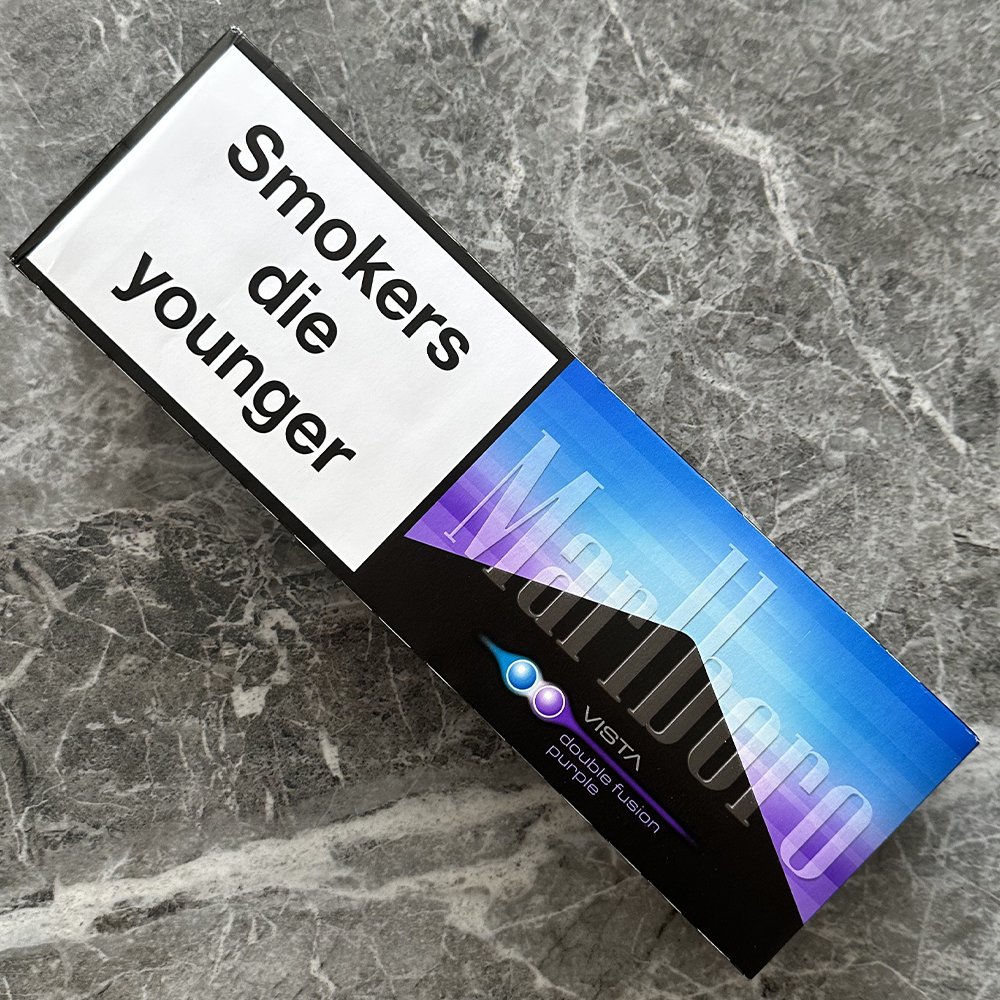 Smokers
die
younger
Marlboro
VISTA
double fusion
purple